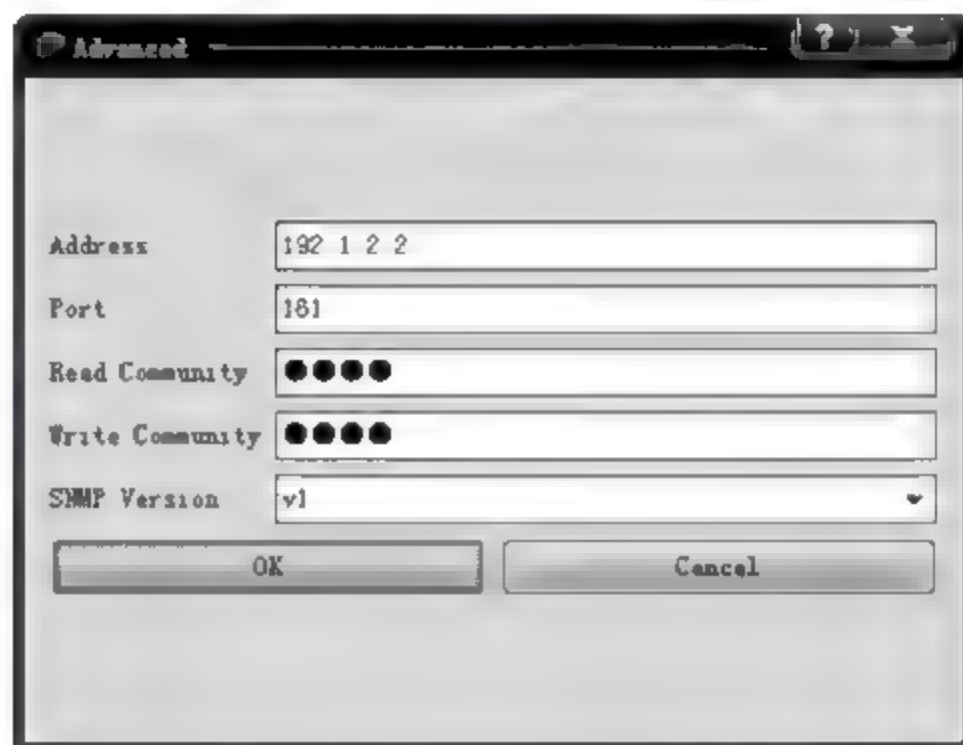 Advanced
Address 192 1 2 2
Port 161
Read Community ●●●●
Write Community ●●●●
SNMP Version v1
OK Cancel